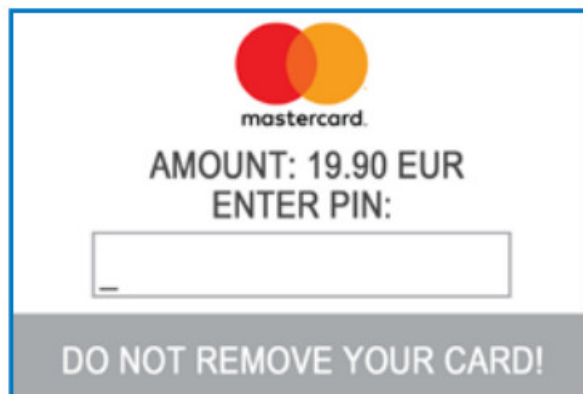 mastercard.
AMOUNT: 19.90 EUR
ENTER PIN:
_
DO NOT REMOVE YOUR CARD!